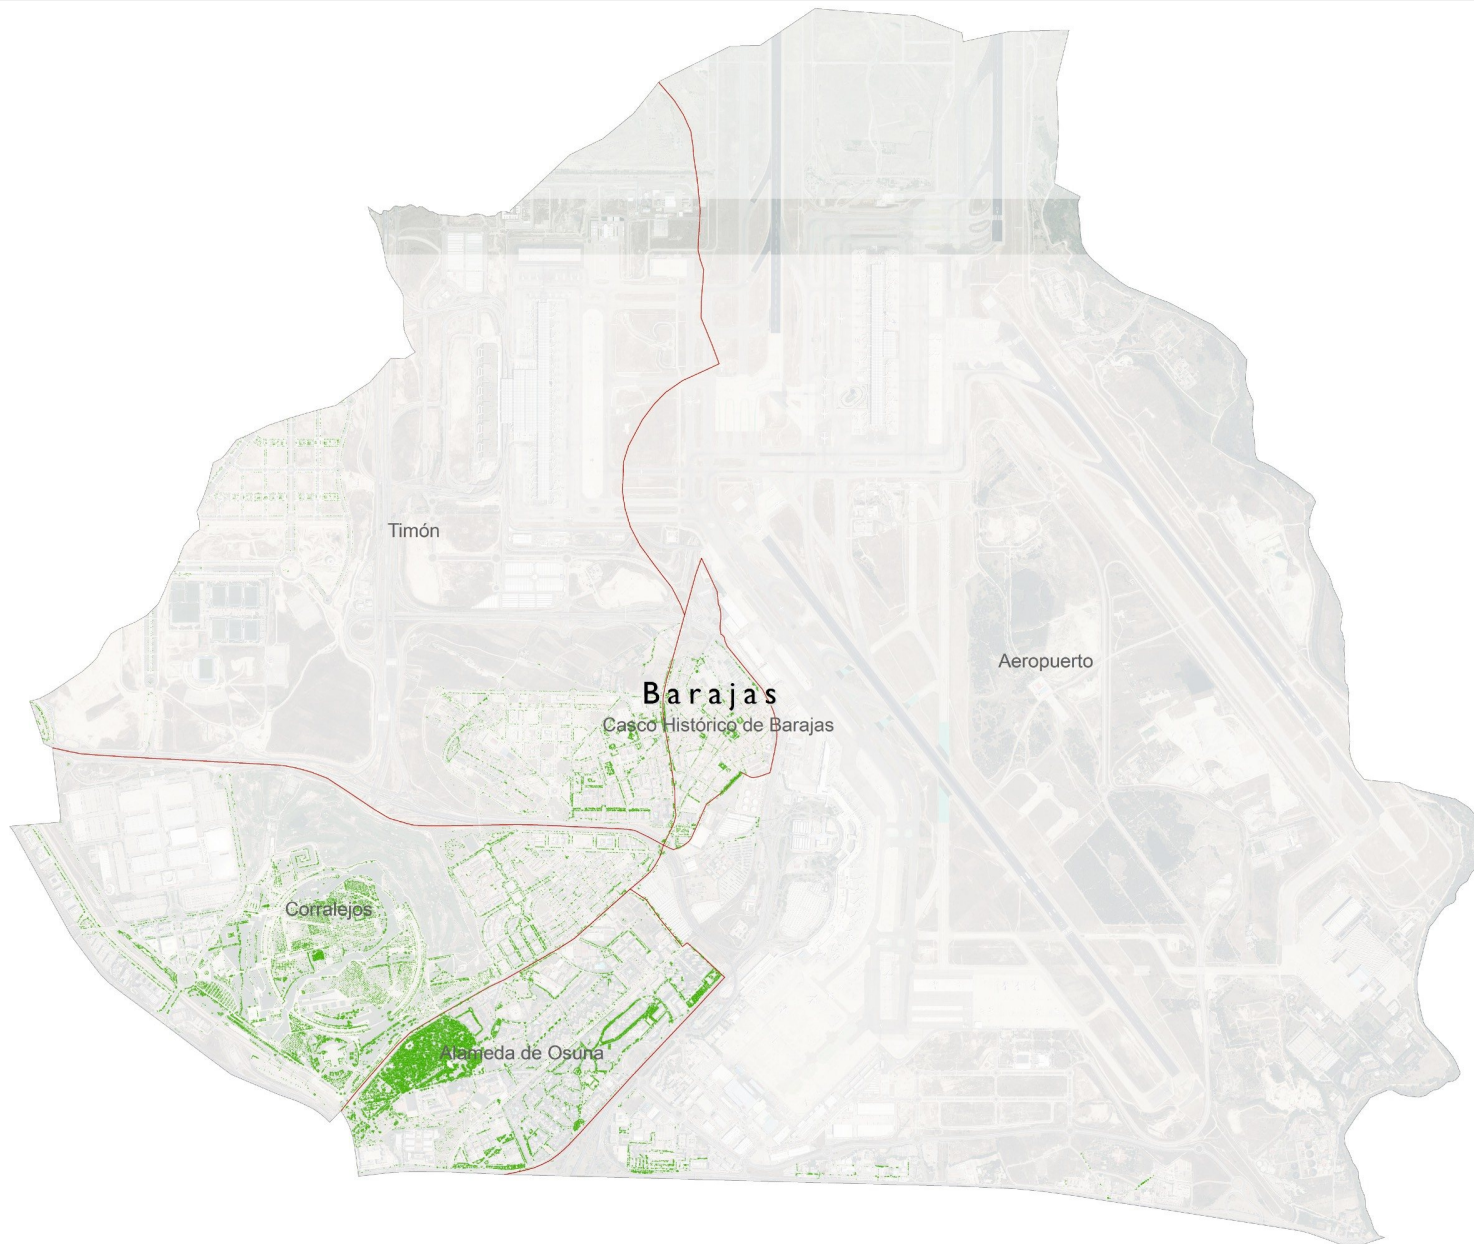 Timón
Aeropuerto
Barajas
Casco Histórico de Barajas
Corralejos
Alameda de Osuna